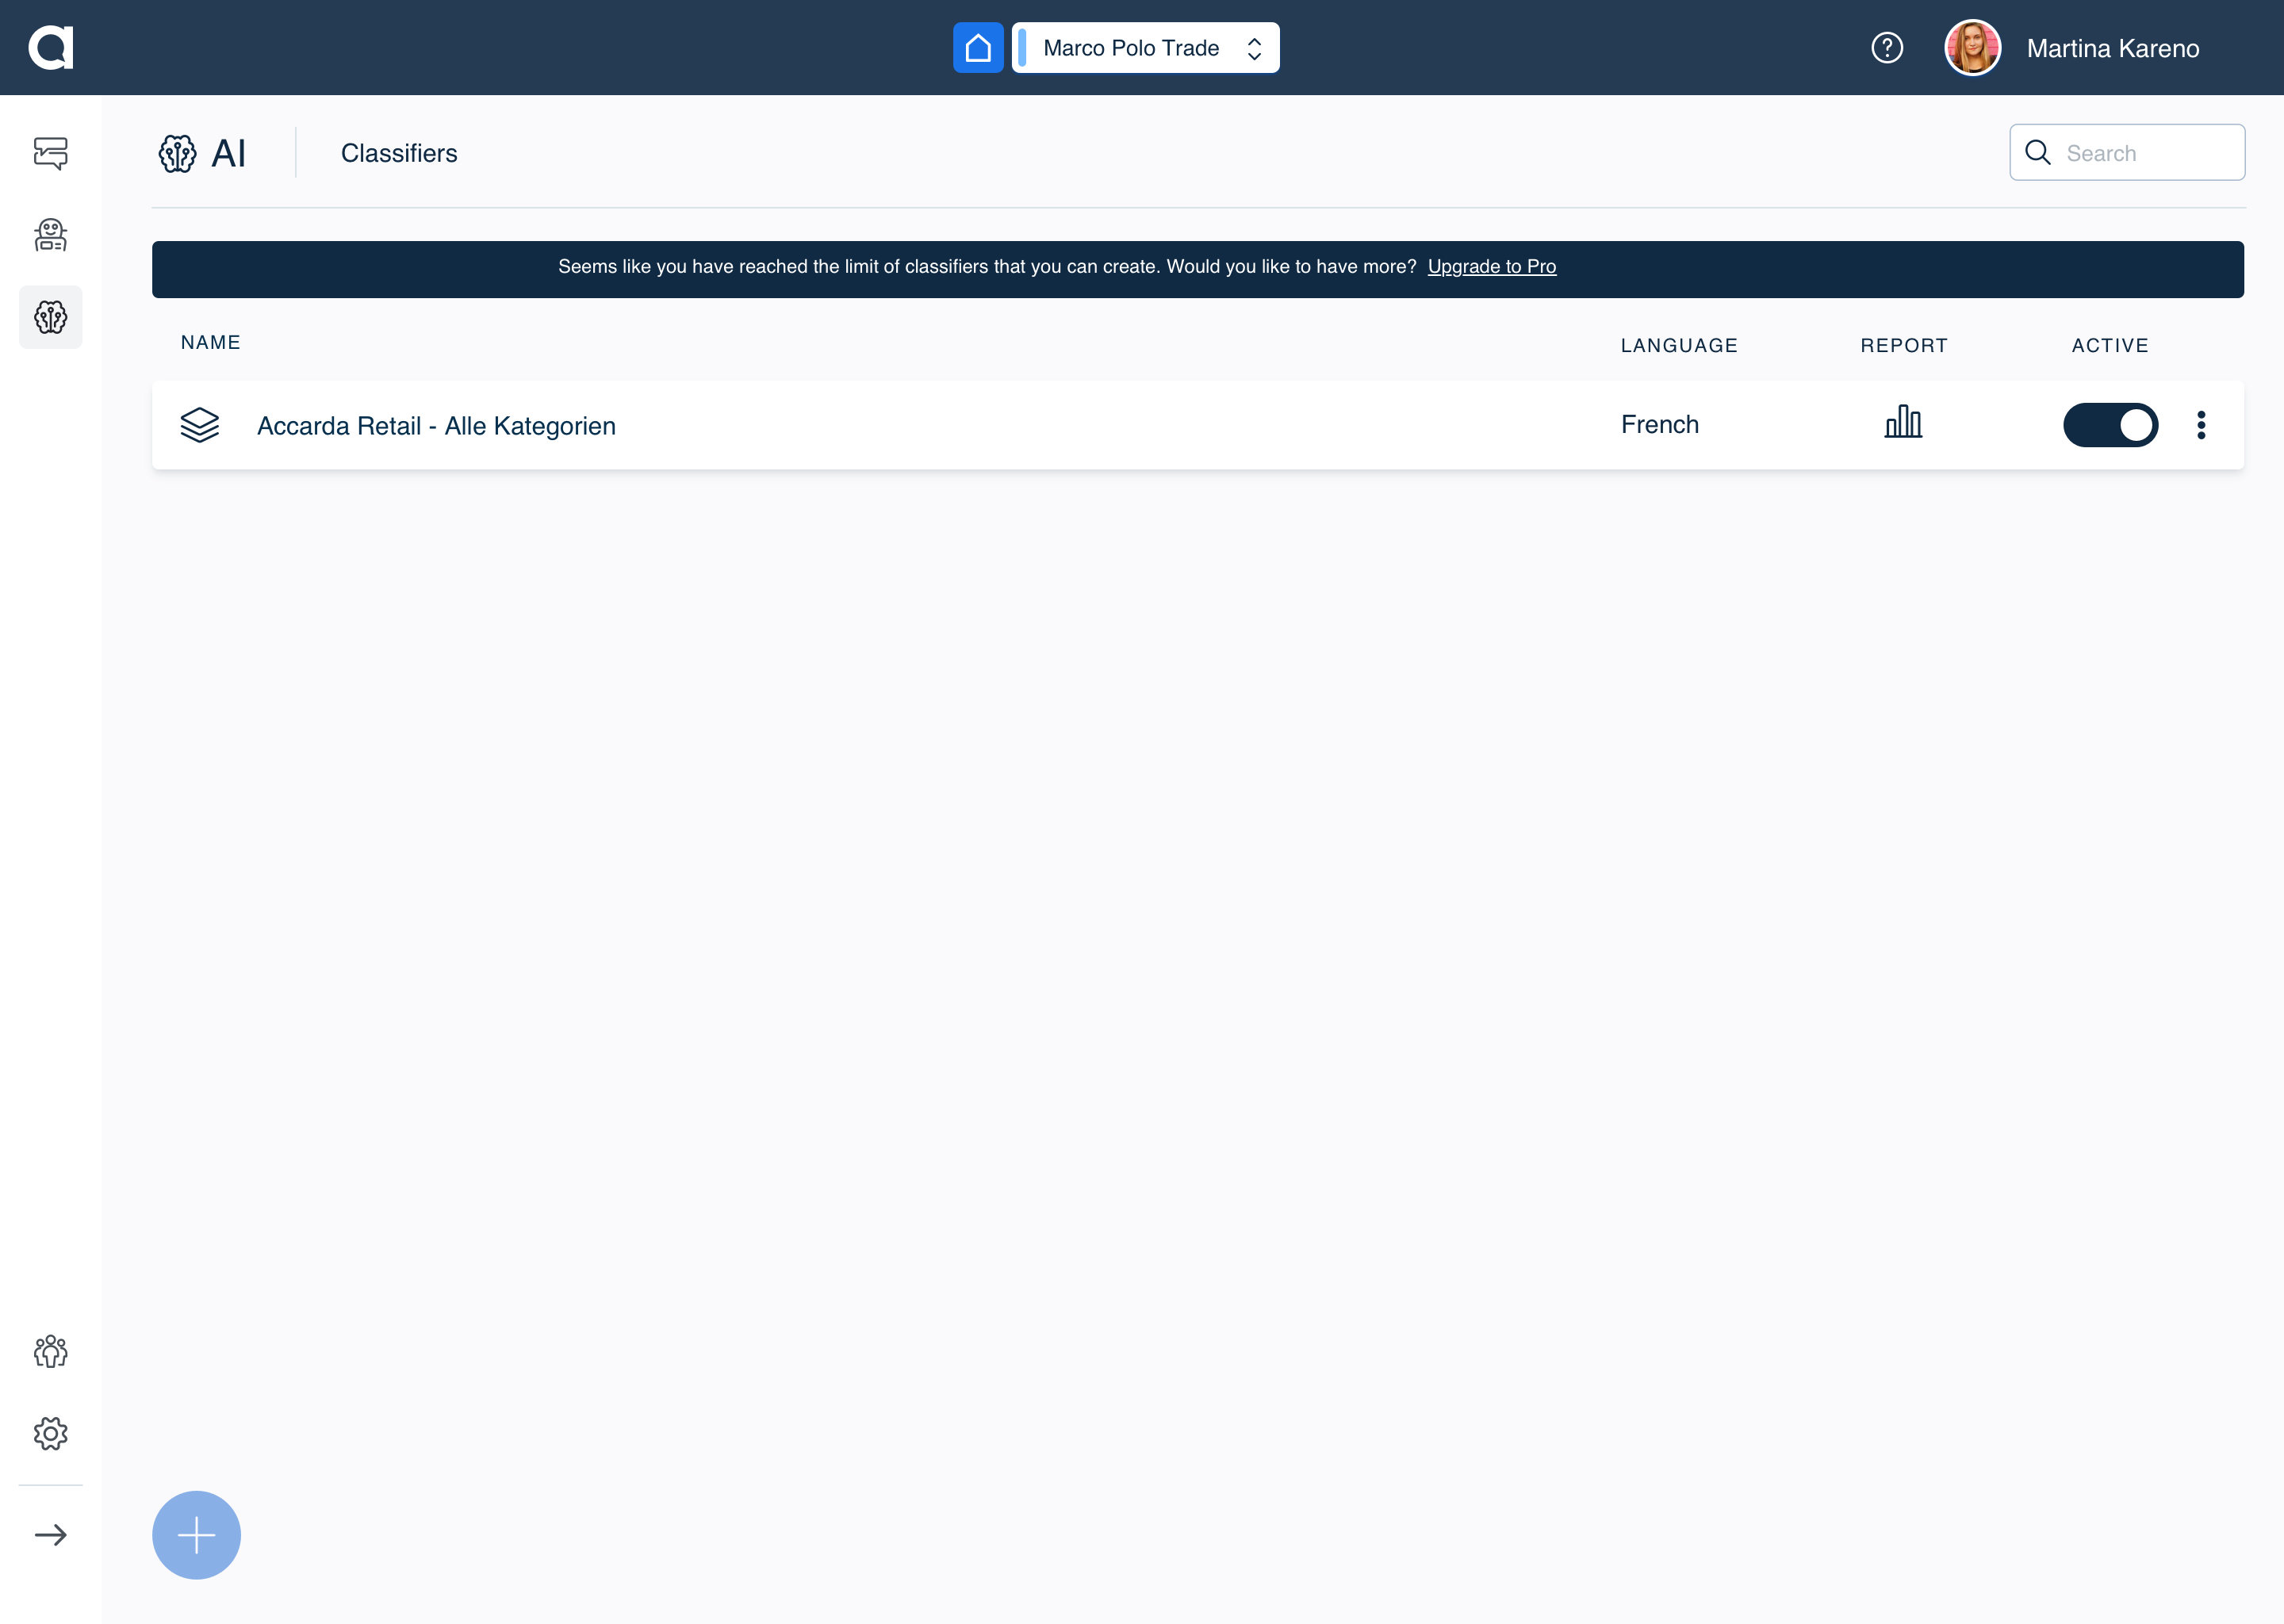 Marco Polo Trade
Martina Kareno
AI
Classifiers
Search
Seems like you have reached the limit of classifiers that you can create. Would you like to have more? Upgrade to Pro
NAME LANGUAGE REPORT ACTIVE
Accarda Retail - Alle Kategorien French